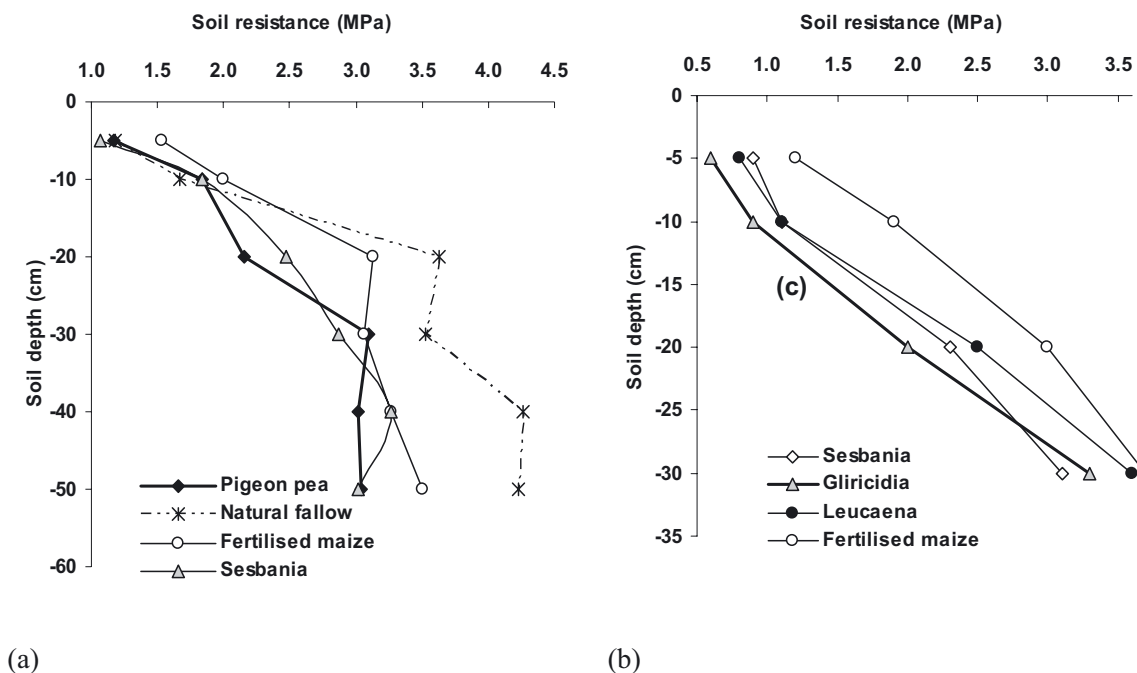 Soil resistance (MPa)
1.0 1.5 2.0 2.5 3.0 3.5 4.0 4.5
0
-10
-20
-30
-40
-50
-60
Soil depth (cm)
Pigeon pea
Natural fallow
Fertilised maize
Sesbania
(a)
Soil resistance (MPa)
0.5 1.0 1.5 2.0 2.5 3.0 3.5
0
-5
-10
-15
-20
-25
-30
-35
Soil depth (cm)
(c)
Sesbania
Gliricidia
Leucaena
Fertilised maize
(b)